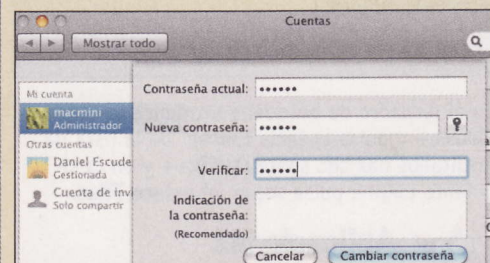 Cuentas
Mostrar todo
Mi cuenta
macmini
Administrador
Otras cuentas
Daniel Escude
Gestionada
Cuenta de invi
Solo compartir
Contraseña actual: ••••••
Nueva contraseña: ••••••
Verificar: ••••••
Indicación de
la contraseña:
(Recomendado)
Cancelar
Cambiar contraseña